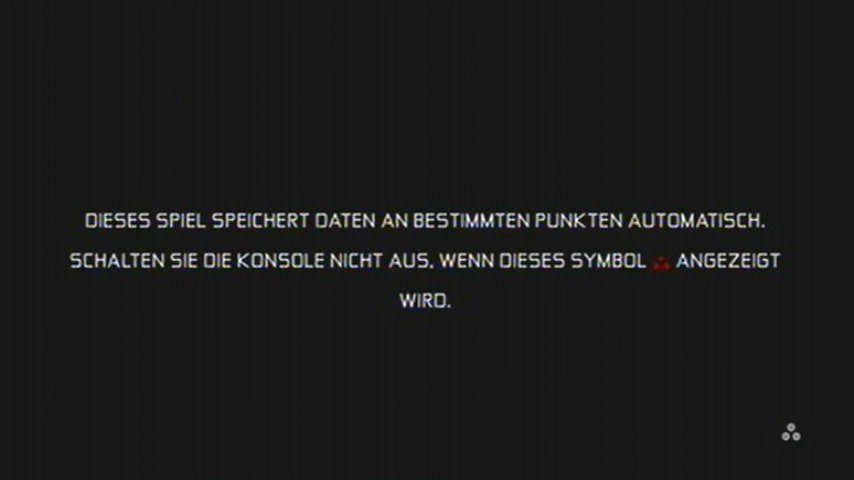 DIESES SPIEL SPEICHERT DATEN AN BESTIMMTEN PUNKTEN AUTOMATISCH.
SCHALTEN SIE DIE KONSOLE NICHT AUS, WENN DIESES SYMBOL ANGEZEIGT
WIRD.